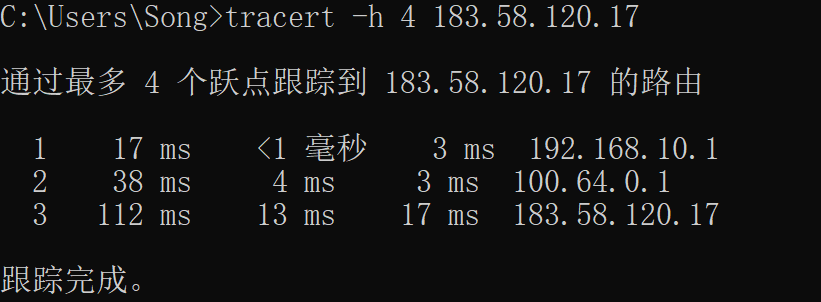 C:\Users\Song>tracert -h 4 183.58.120.17
通过最多 4 个跃点跟踪到 183.58.120.17 的路由
1 17 ms <1 毫秒 3 ms 192.168.10.1
2 38 ms 4 ms 3 ms 100.64.0.1
3 112 ms 13 ms 17 ms 183.58.120.17
跟踪完成。